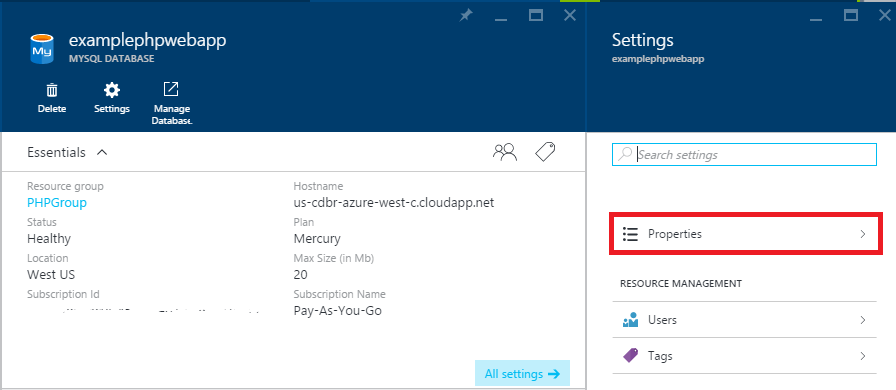 My
examplephpwebapp
MYSQL DATABASE
Delete
Settings
Manage
Database.
Essentials
Resource group
PHPGroup
Status
Healthy
Location
West US
Subscription Id
Hostname
us-cdbr-azure-west-c.cloudapp.net
Plan
Mercury
Max Size (in Mb)
20
Subscription Name
Pay-As-You-Go
All settings
Settings
examplephpwebapp
Search settings
Properties
RESOURCE MANAGEMENT
Users
Tags